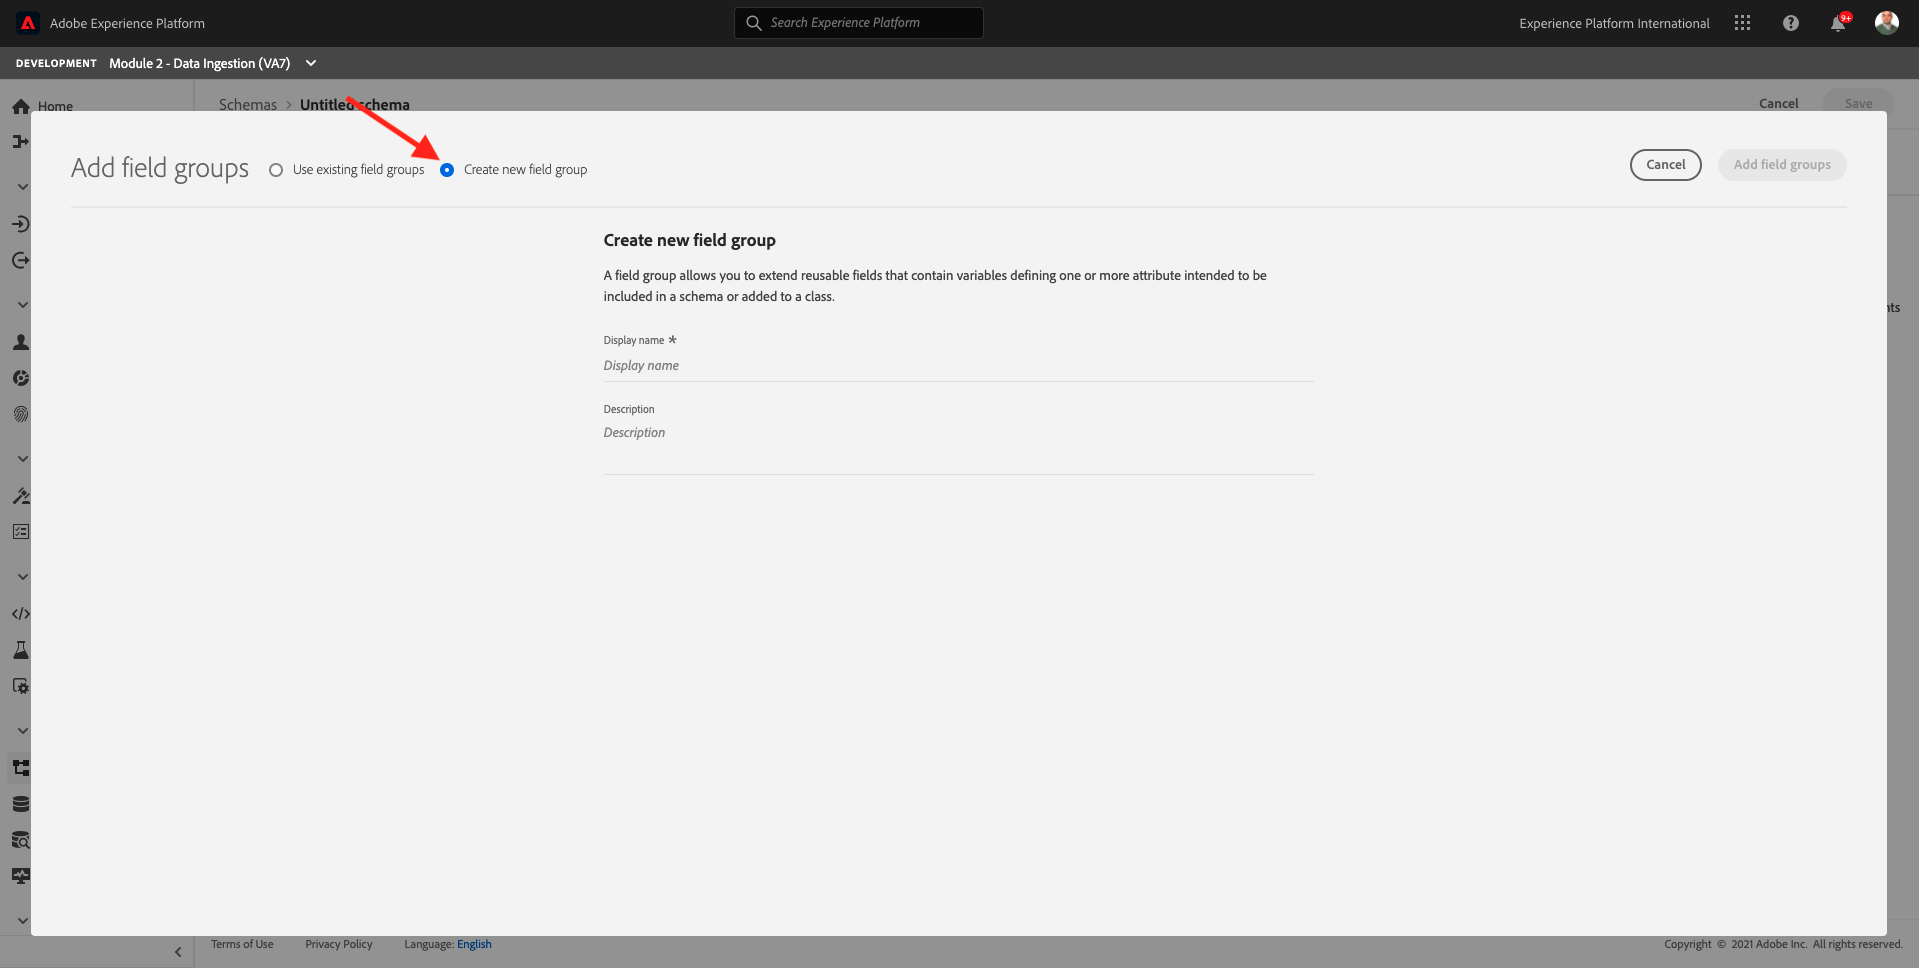 Adobe Experience Platform
Search Experience Platform
Experience Platform International
9+
DEVELOPMENT Module 2 - Data Ingestion (VA7)
Home
Schemas > Untitled schema
Cancel
Save
Add field groups
Use existing field groups
Create new field group
Cancel
Add field groups
Create new field group
A field group allows you to extend reusable fields that contain variables defining one or more attribute intended to be
included in a schema or added to a class.
Display name *
Display name
Description
Description
Terms of Use
Privacy Policy
Language: English
Copyright © 2021 Adobe Inc. All rights reserved.